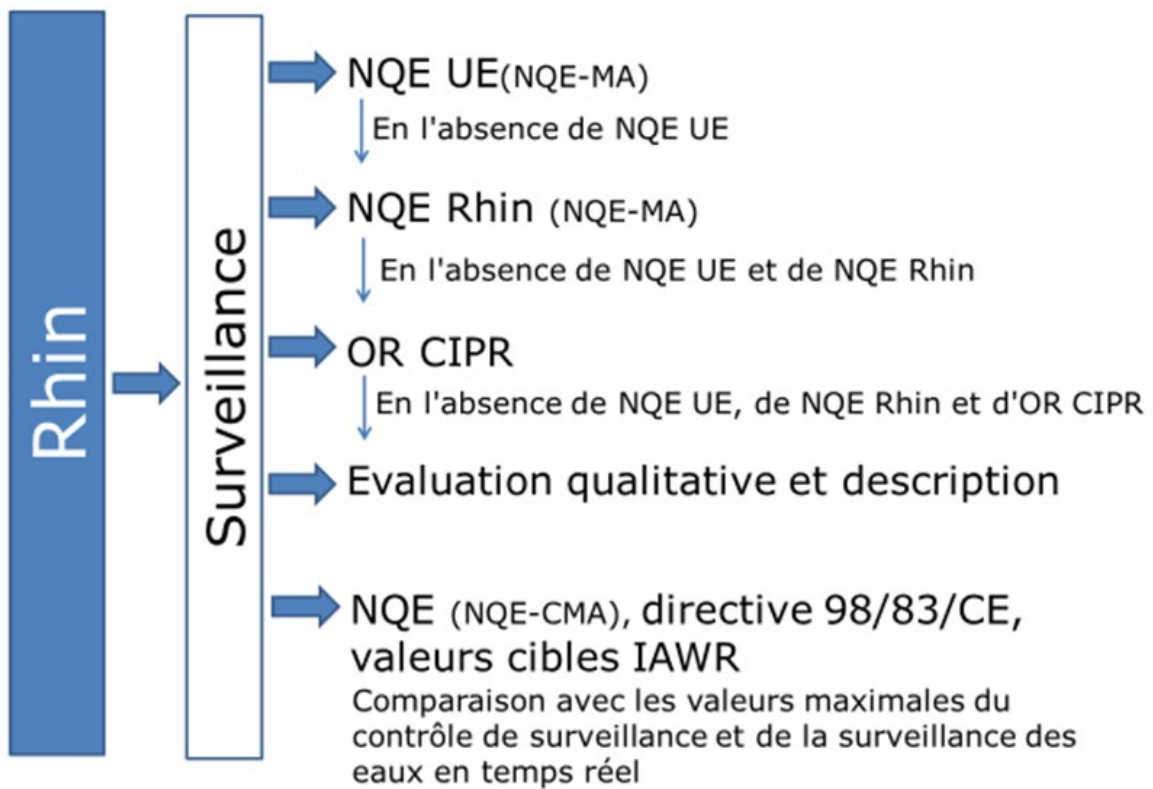 Rhin
Surveillance
NQE UE(NQE-MA)
En l'absence de NQE UE
NQE Rhin (NQE-MA)
En l'absence de NQE UE et de NQE Rhin
OR CIPR
En l'absence de NQE UE, de NQE Rhin et d'OR CIPR
Evaluation qualitative et description
NQE (NQE-CMA), directive 98/83/CE,
valeurs cibles IAWR
Comparaison avec les valeurs maximales du
contrôle de surveillance et de la surveillance des
eaux en temps réel